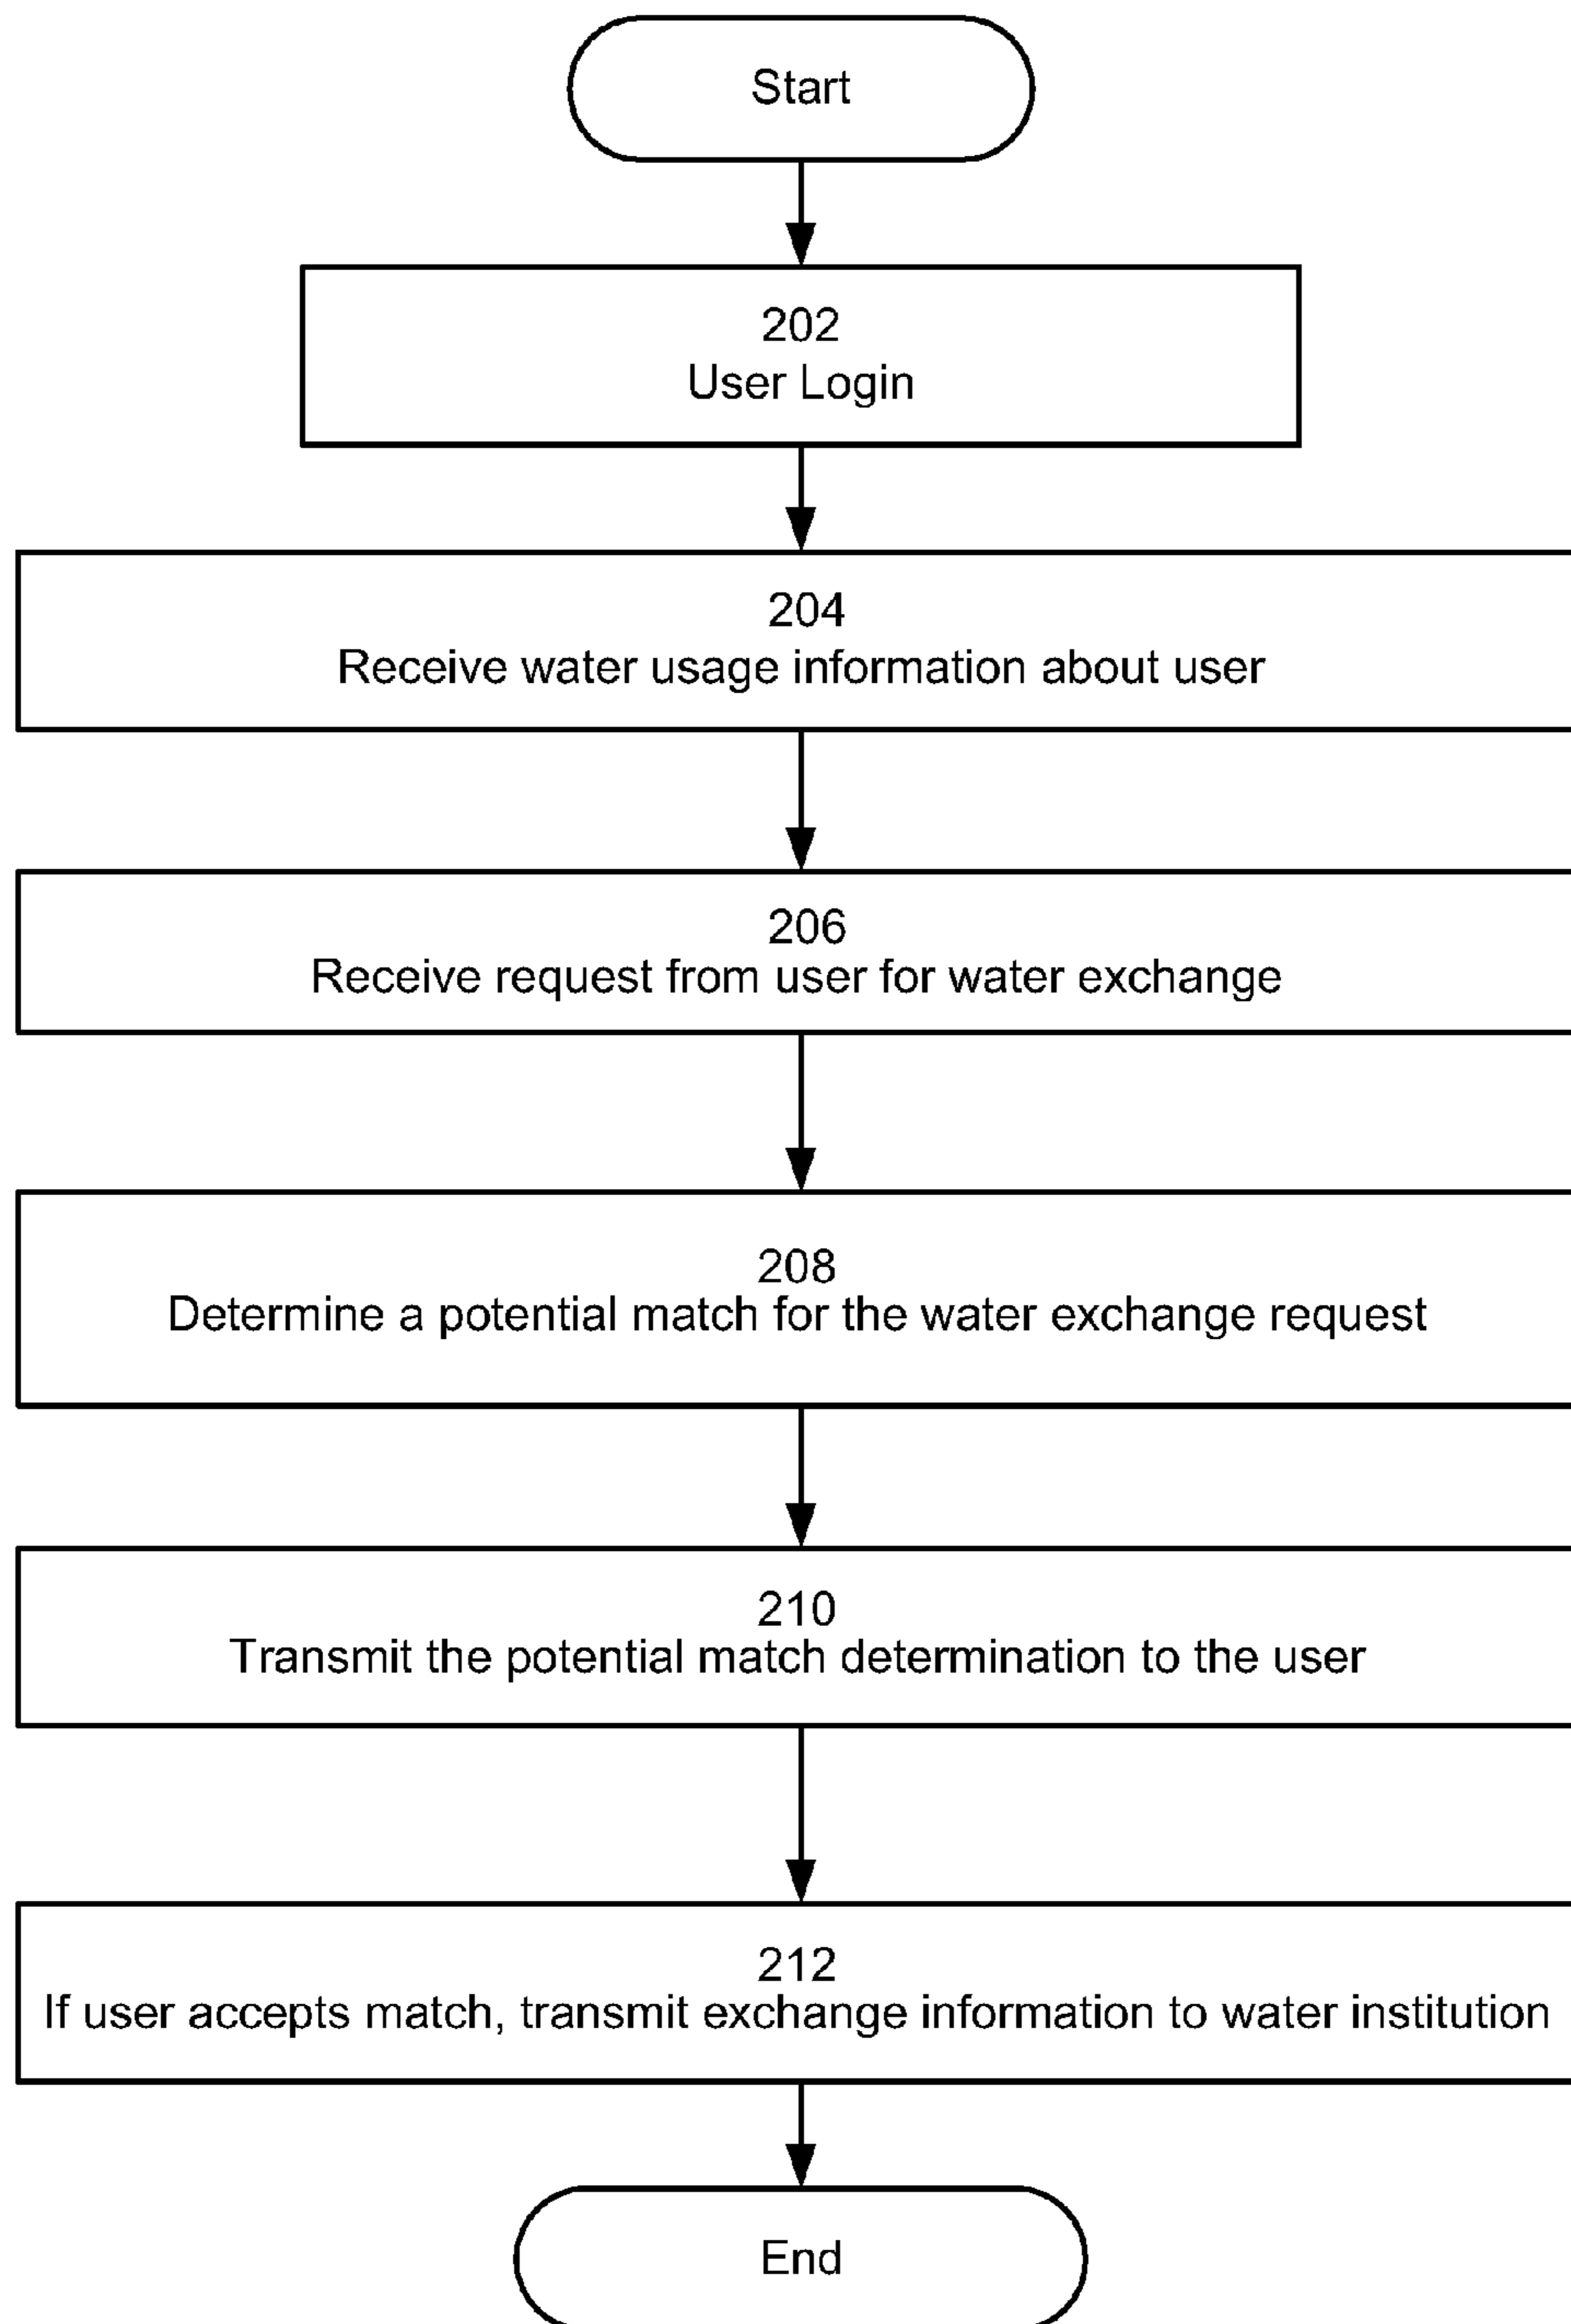 Start
202
User Login
204
Receive water usage information about user
206
Receive request from user for water exchange
208
Determine a potential match for the water exchange request
210
Transmit the potential match determination to the user
212
If user accepts match, transmit exchange information to water institution
End